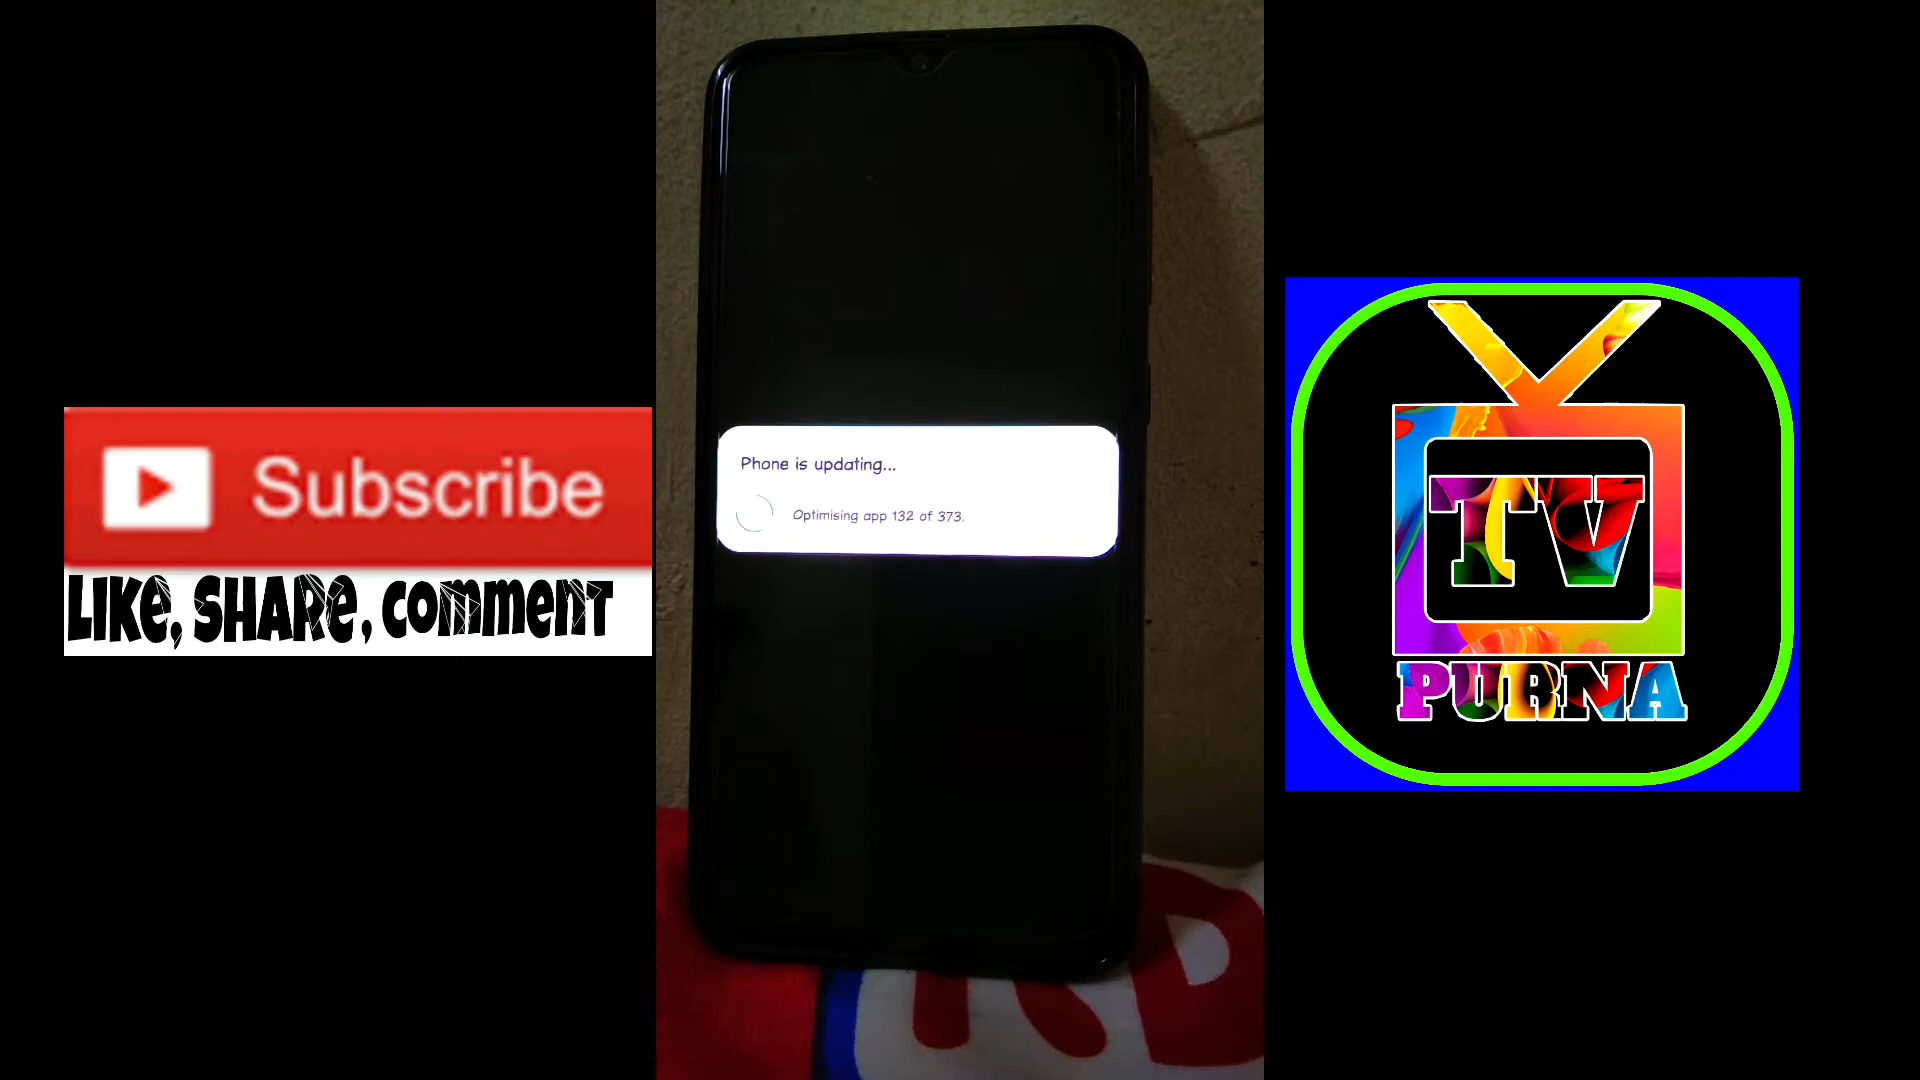 Subscribe
LIKE, SHARE, COMMENT
Phone is updating...
Optimising app 132 of 373.
TV
PURNA